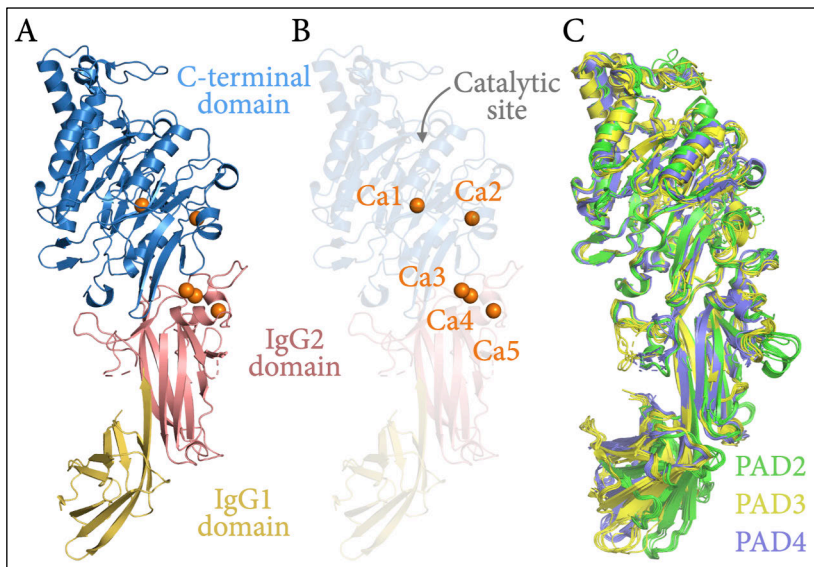 A
C-terminal
domain
IgG2
domain
IgG1
domain
B
Catalytic
site
Ca1
Ca2
Ca3
Ca4
Ca5
C
PAD2
PAD3
PAD4